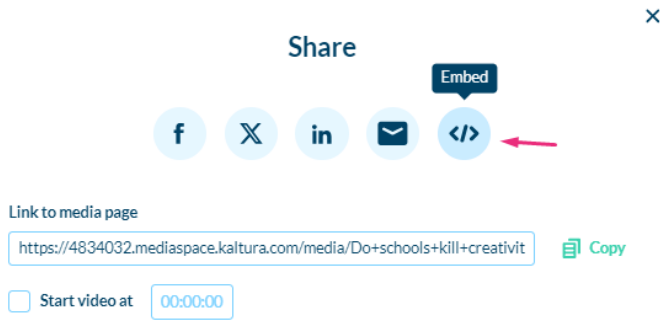 Share
Embed
f X in </>
Link to media page
https://4834032.mediaspace.kaltura.com/media/Do+schools+kill+creativit
Copy
Start video at 00:00:00